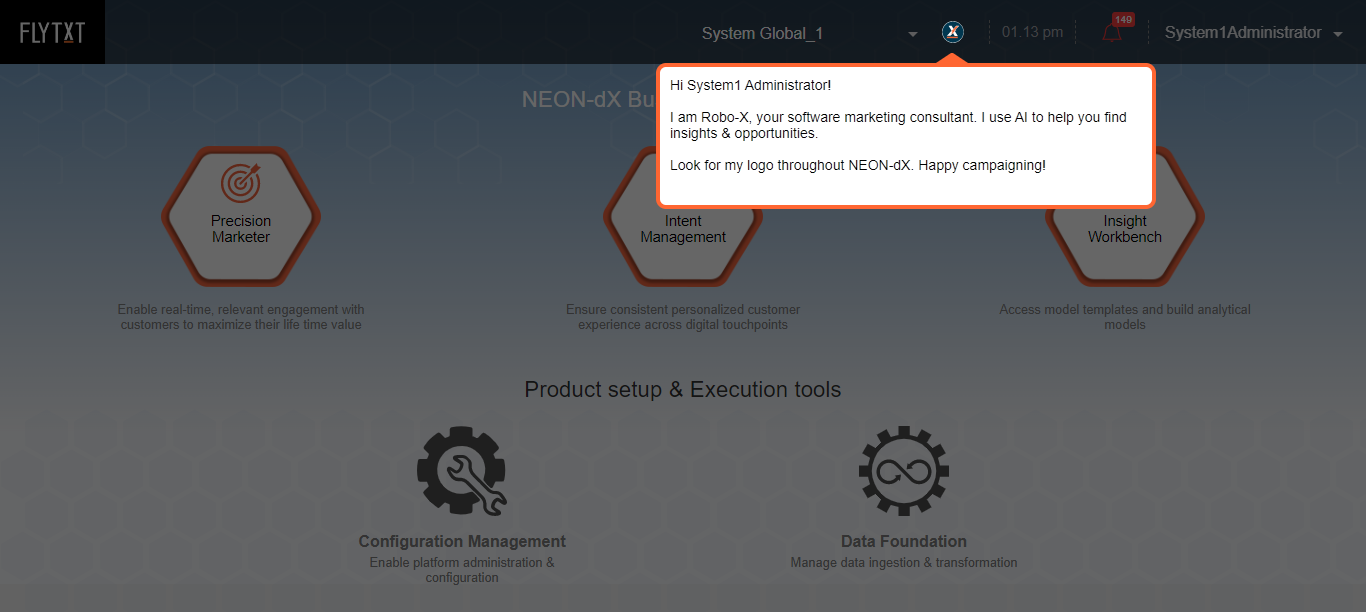 FLYTXT
System Global_1
01.13 pm
149
System1Administrator
NEON-dX Bu
Hi System1 Administrator!
I am Robo-X, your software marketing consultant. I use AI to help you find
insights & opportunities.
Look for my logo throughout NEON-dX. Happy campaigning!
Precision
Marketer
Intent
Management
Insight
Workbench
Enable real-time, relevant engagement with
customers to maximize their life time value
Ensure consistent personalized customer
experience across digital touchpoints
Access model templates and build analytical
models
Product setup & Execution tools
Configuration Management
Enable platform administration &
configuration
Data Foundation
Manage data ingestion & transformation